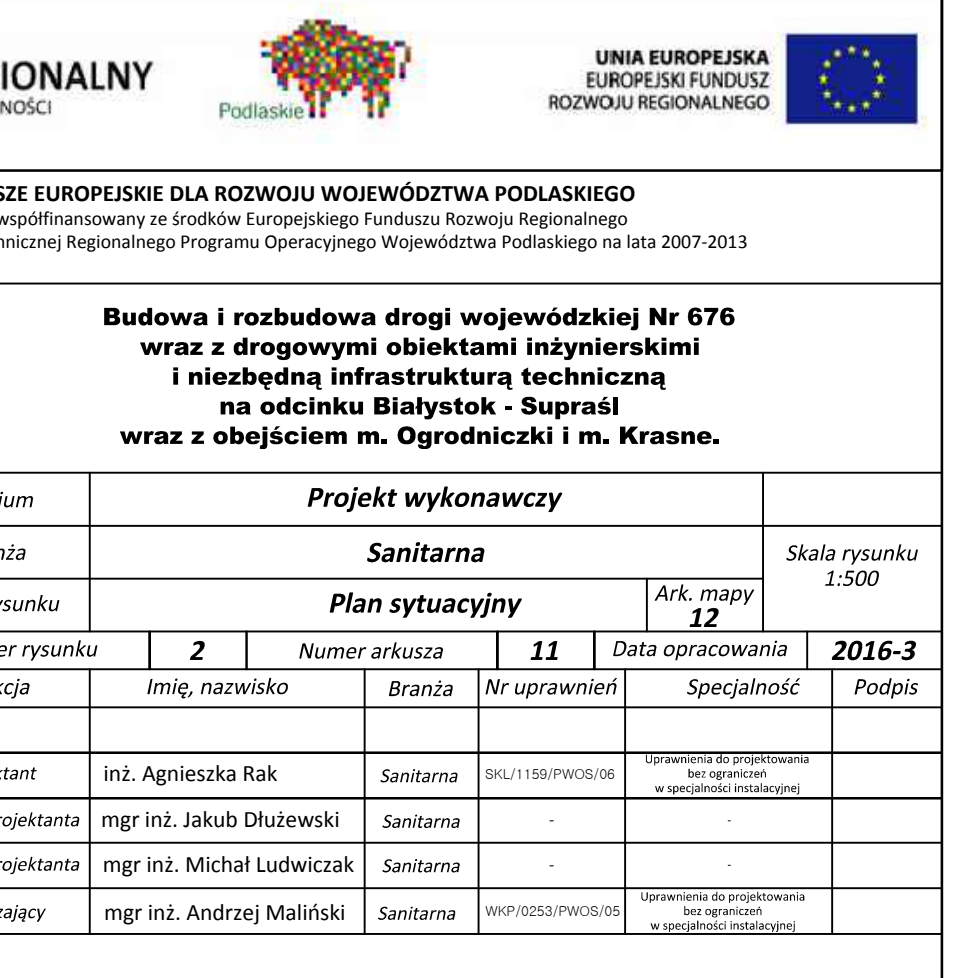 IONALNY
NOŚCI
Podlaskie
UNIA EUROPEJSKA
EUROPEJSKI FUNDUSZ
ROZWOJU REGIONALNEGO
SZE EUROPEJSKIE DLA ROZWOJU WOJEWÓDZTWA PODLASKIEGO
współfinansowany ze środków Europejskiego Funduszu Rozwoju Regionalnego
hnicznej Regionalnego Programu Operacyjnego Województwa Podlaskiego na lata 2007-2013
Budowa i rozbudowa drogi wojewódzkiej Nr 676
wraz z drogowymi obiektami inżynierskimi
i niezbędną infrastrukturą techniczną
na odcinku Białystok - Supraśl
wraz z obejściem m. Ogrodniczki i m. Krasne.
ium Projekt wykonawczy
nża Sanitarna Skala rysunku
1:500
ysunku Plan sytuacyjny Ark. mapy
12
er rysunku 2 Numer arkusza 11 Data opracowania 2016-3
kcja Imię, nazwisko Branża Nr uprawnień Specjalność Podpis
ktant inż. Agnieszka Rak Sanitarna SKL/1159/PWOS/06 Uprawnienia do projektowania
bez ograniczeń
w specjalności instalacyjnej
rojektanta mgr inż. Jakub Dłużewski Sanitarna - -
rojektanta mgr inż. Michał Ludwiczak Sanitarna - -
zający mgr inż. Andrzej Maliński Sanitarna WKP/0253/PWOS/05 Uprawnienia do projektowania
bez ograniczeń
w specjalności instalacyjnej